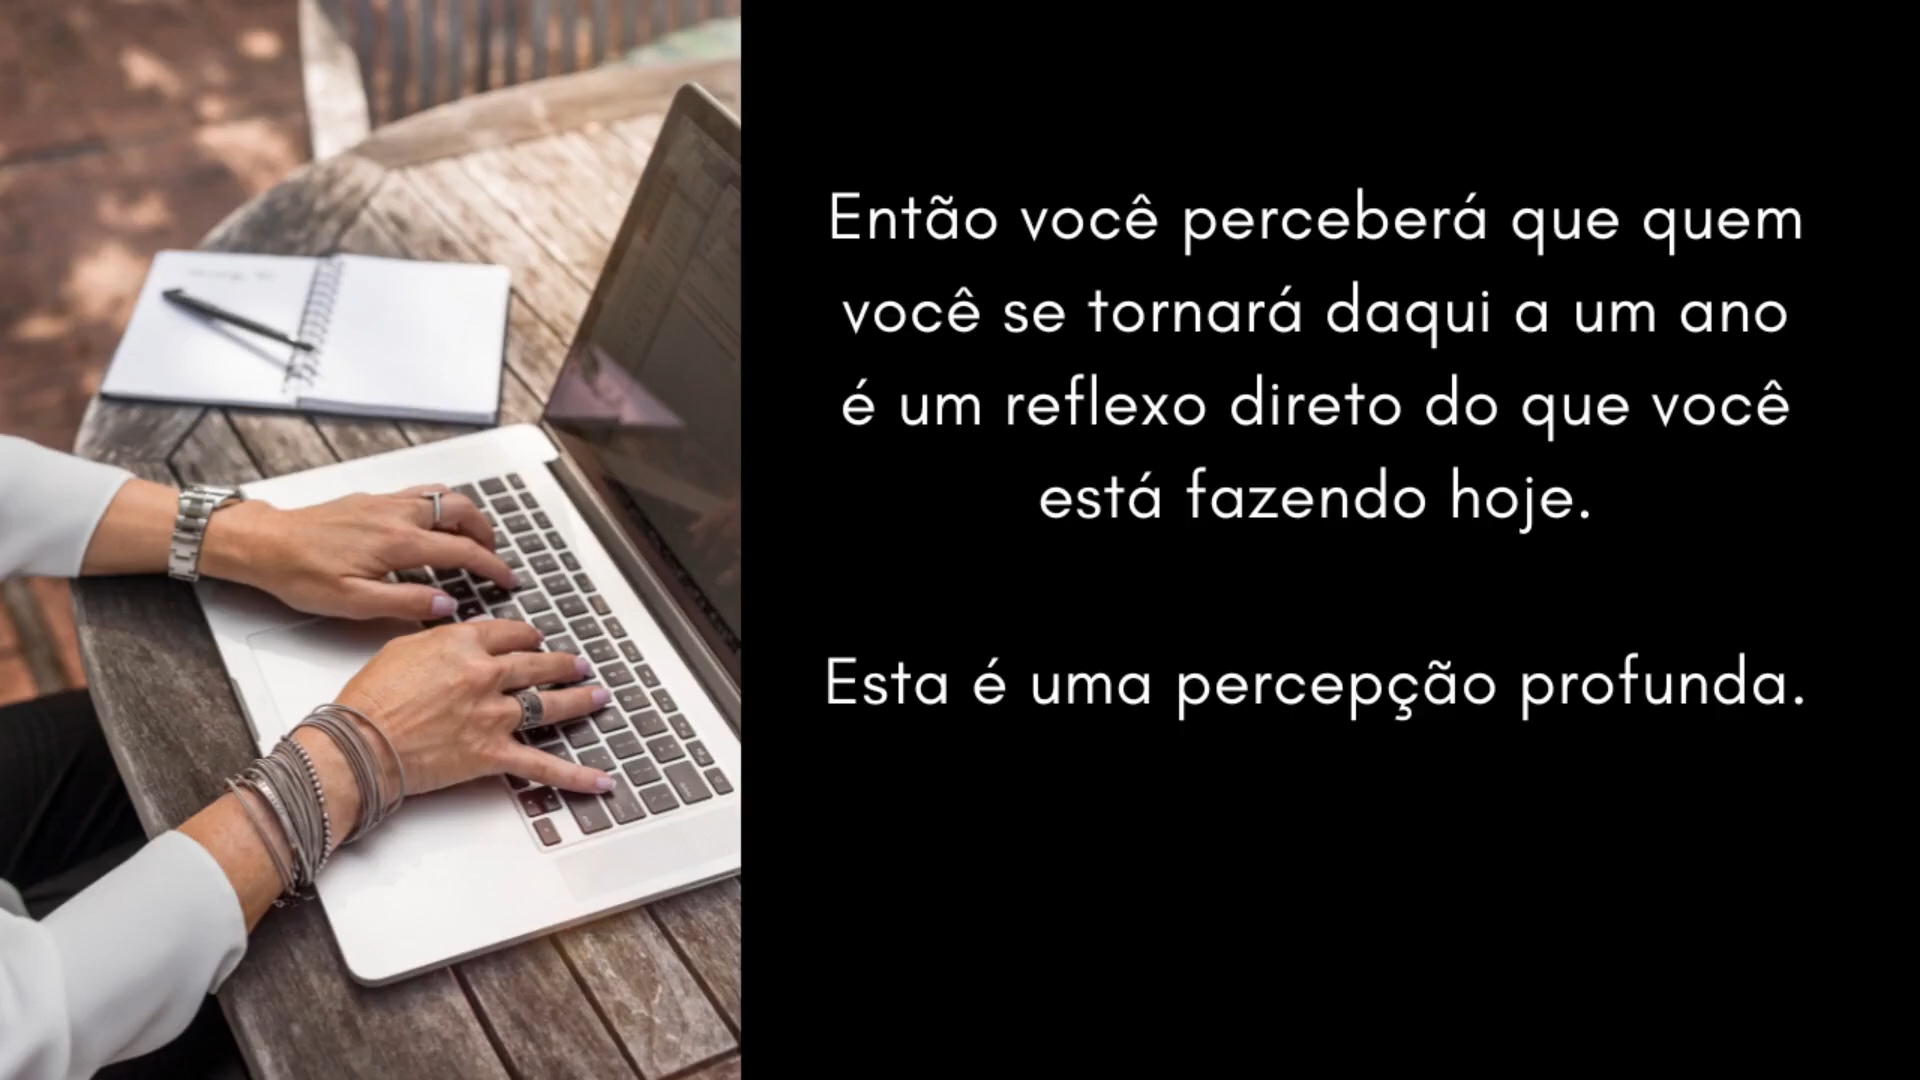 Então você perceberá que quem
você se tornará daqui a um ano
é um reflexo direto do que você
está fazendo hoje.
Esta é uma percepção profunda.